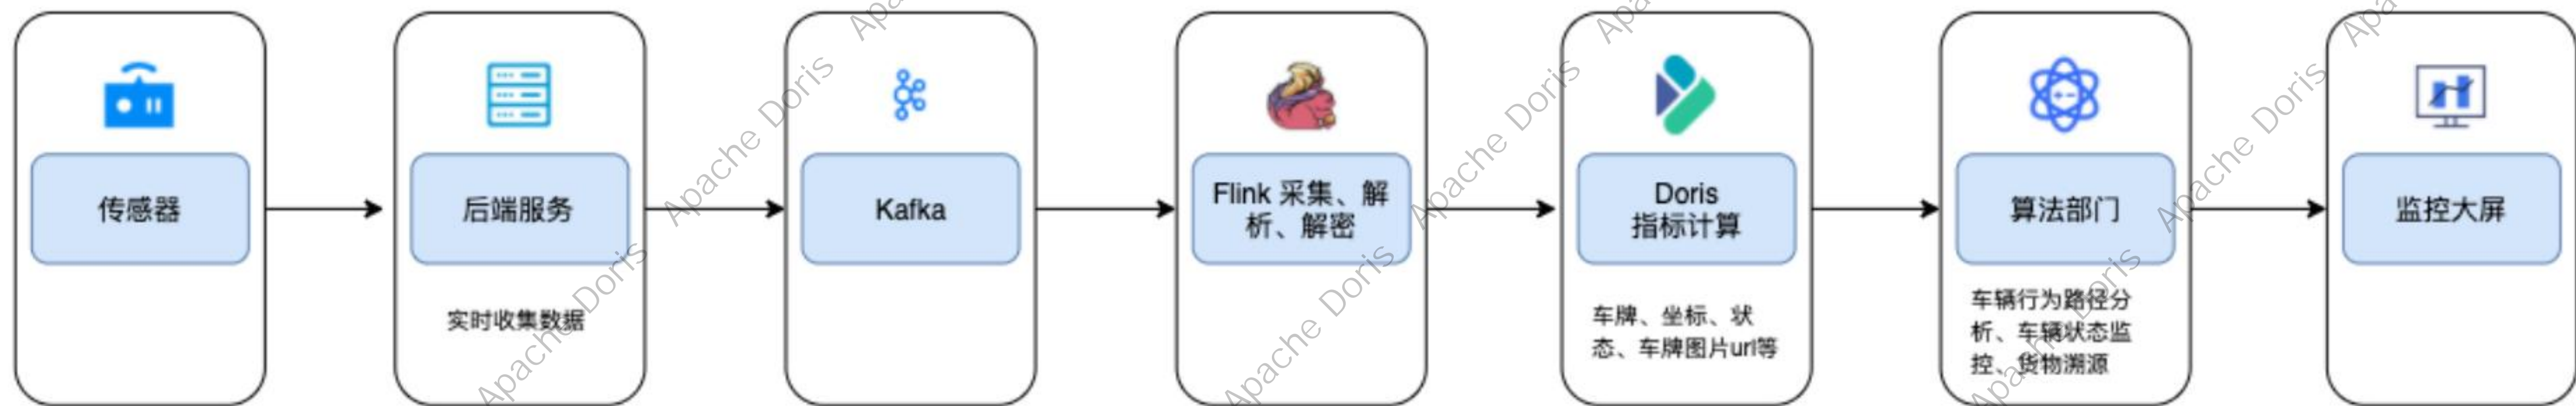 传感器
后端服务
实时收集数据
Kafka
Flink 采集、解
析、解密
Doris
指标计算
车牌、坐标、状
态、车牌图片url等
算法部门
车辆行为路径分
析、车辆状态监
控、货物溯源
监控大屏
Apache Doris
Apache Doris
Apache Doris
Apache Doris
Apache Doris
Apache Doris